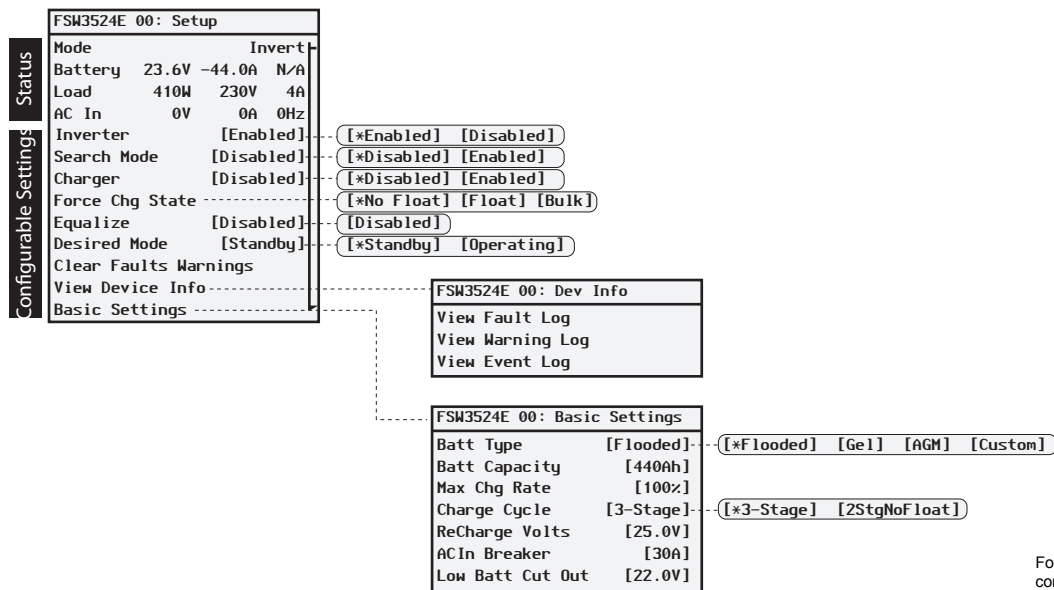 FSW3524E 00: Setup
Status
Mode Invert
Battery 23.6V -44.0A N/A
Load 410W 230V 4A
AC In 0V 0A 0Hz
Configurable Settings
Inverter [Enabled] [*Enabled] [Disabled]
Search Mode [Disabled] [*Disabled] [Enabled]
Charger [Disabled] [*Disabled] [Enabled]
Force Chg State [*No Float] [Float] [Bulk]
Equalize [Disabled] [Disabled]
Desired Mode [Standby] [*Standby] [Operating]
Clear Faults Warnings
View Device Info
Basic Settings
FSW3524E 00: Dev Info
View Fault Log
View Warning Log
View Event Log
FSW3524E 00: Basic Settings
Batt Type [Flooded] [*Flooded] [Gel] [AGM] [Custom]
Batt Capacity [440Ah]
Max Chg Rate [100%]
Charge Cycle [3-Stage] [*3-Stage] [2StgNoFloat]
ReCharge Volts [25.0V]
ACIn Breaker [30A]
Low Batt Cut Out [22.0V]